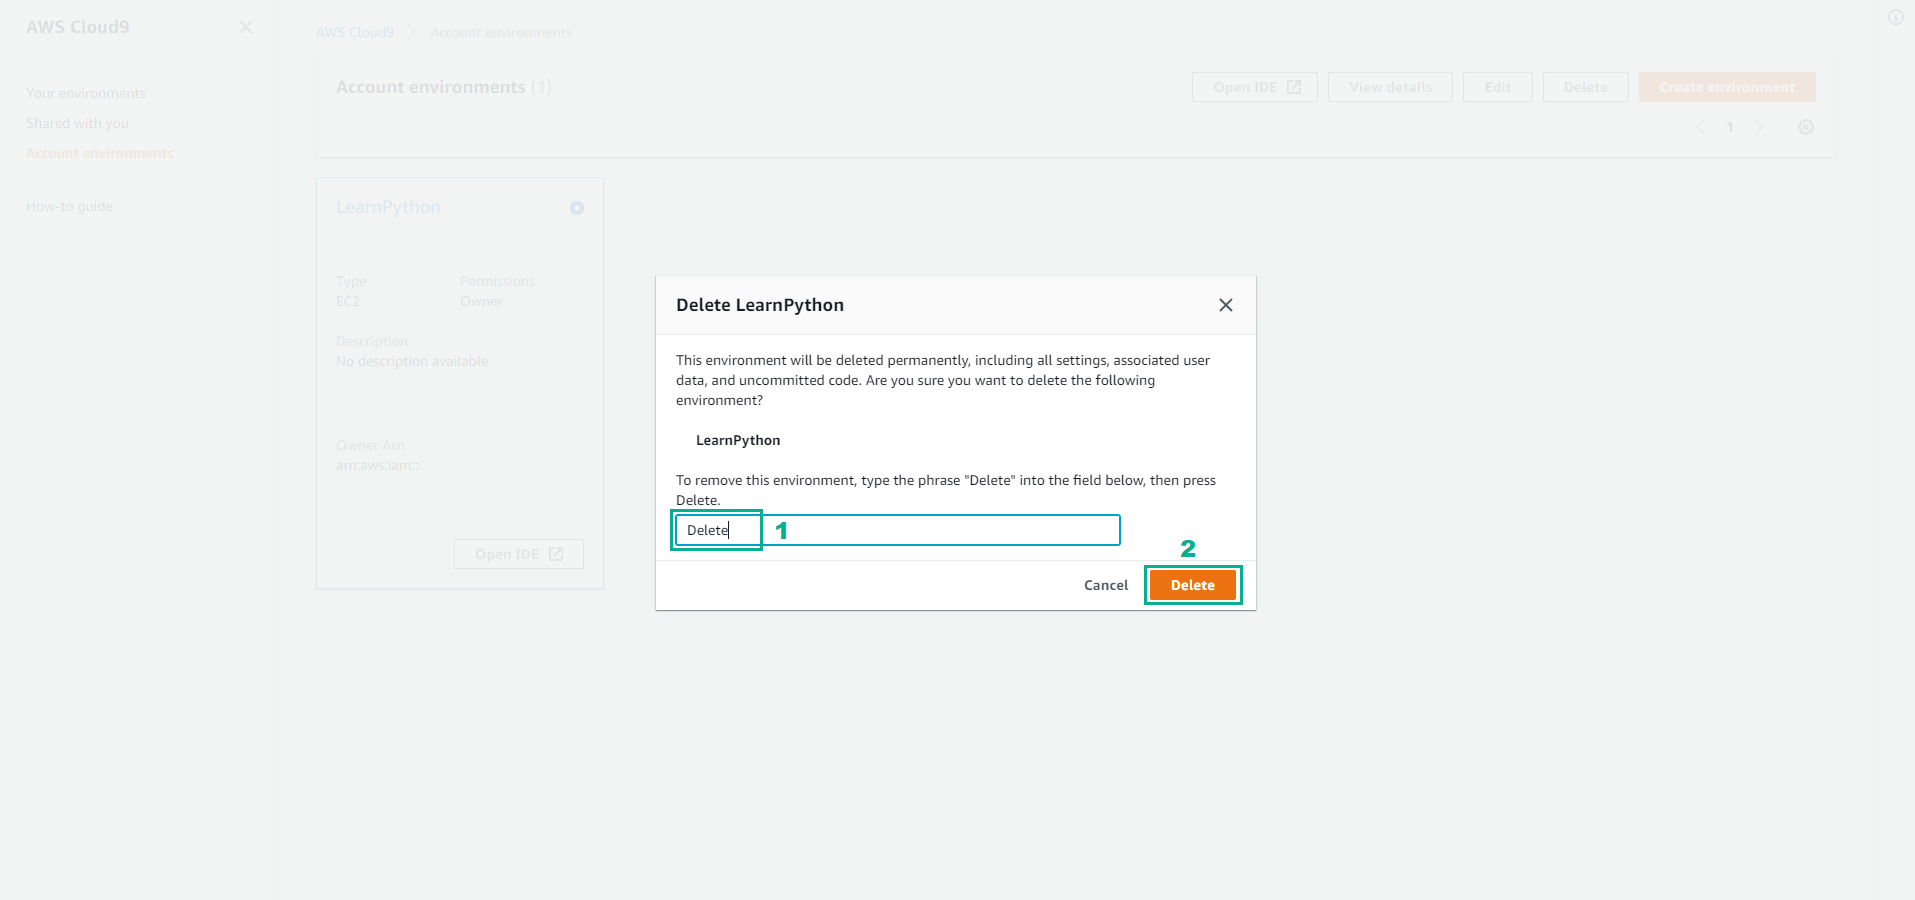 AWS Cloud9
Your environments
Shared with you
Account environments
How-to guide
AWS Cloud9 > Account environments
Account environments (1)
Open IDE
View details
Edit
Delete
Create environment
1
LearnPython
Type
EC2
Permissions
Owner
Description
No description available
Owner Arn
arn:aws:iam::
Open IDE
Delete LearnPython
This environment will be deleted permanently, including all settings, associated user
data, and uncommitted code. Are you sure you want to delete the following
environment?
LearnPython
To remove this environment, type the phrase "Delete" into the field below, then press
Delete.
Delete
1
2
Cancel
Delete